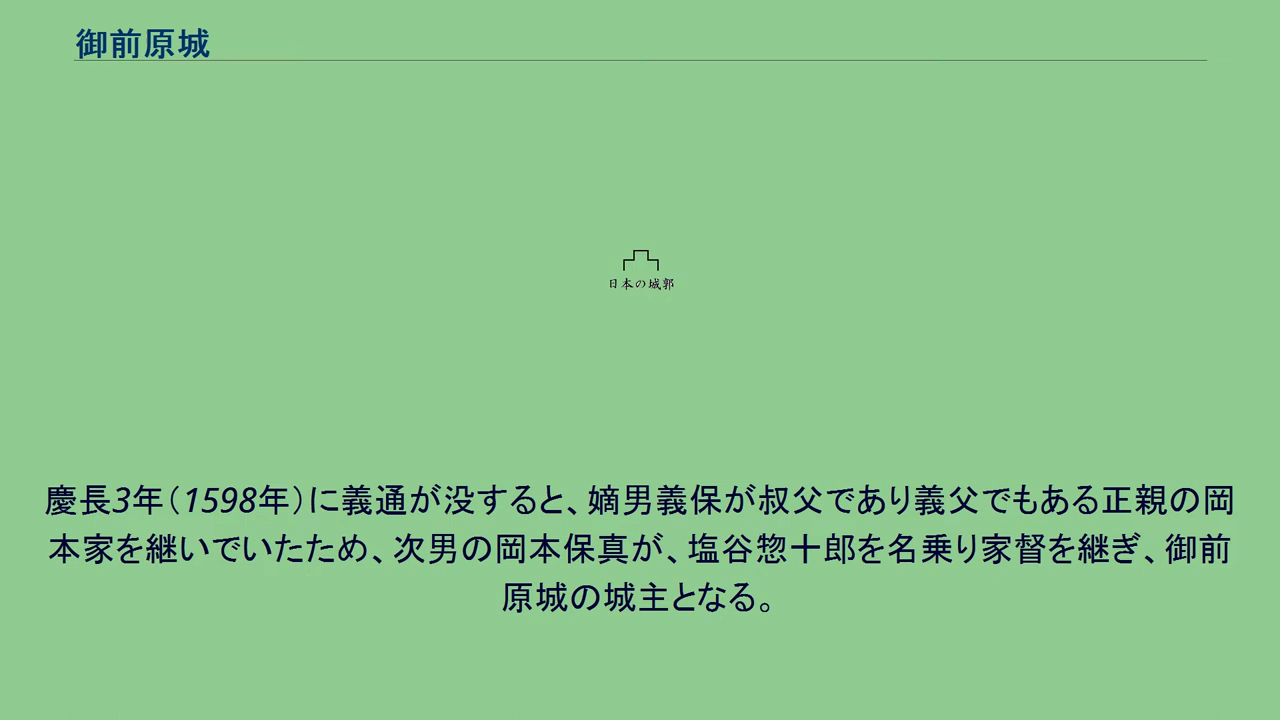 御前原城
日本の城郭
慶長3年（1598年）に義通が没すると、嫡男義保が叔父であり義父でもある正親の岡
本家を継いでいたため、次男の岡本保真が、塩谷惣十郎を名乗り家督を継ぎ、御前
原城の城主となる。